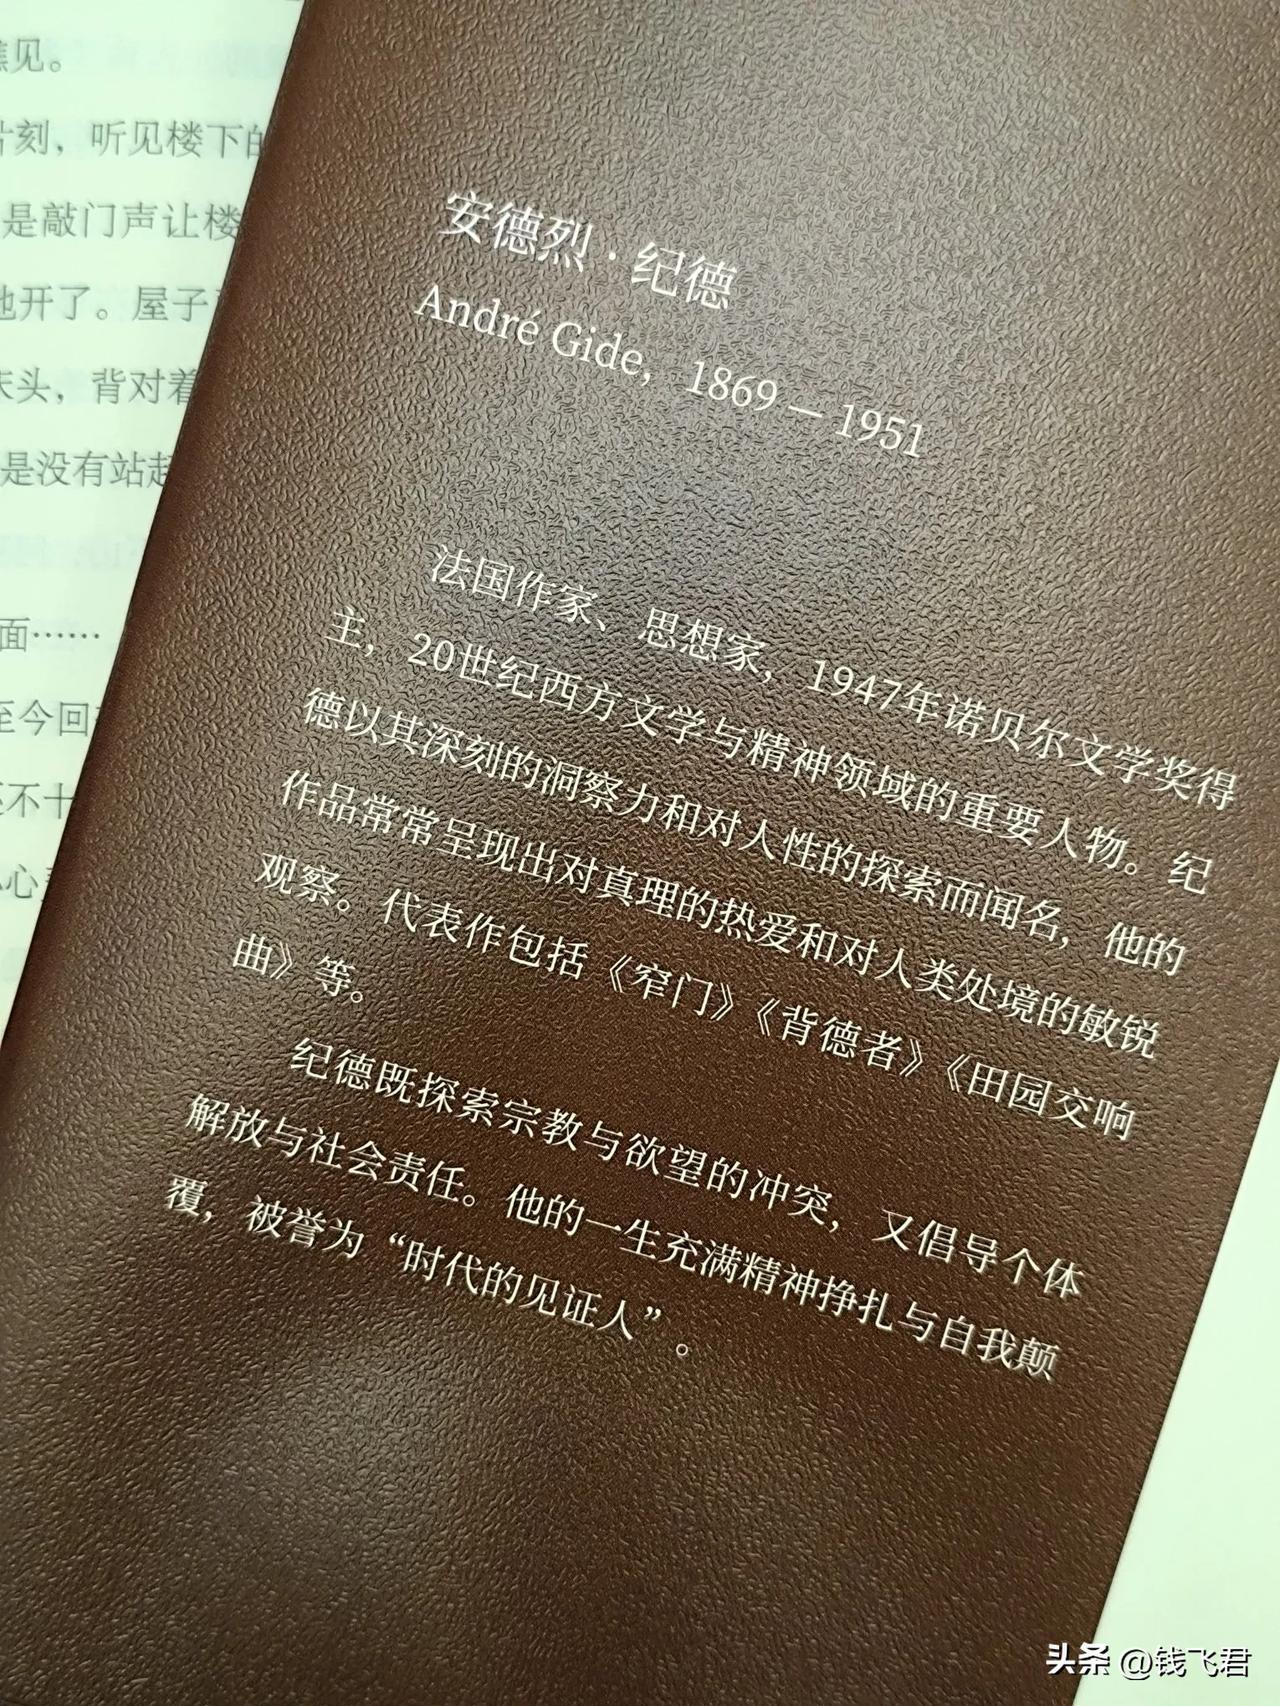 见。
刻，听见楼下的
是敲门声让楼
开了。屋子
头，背对着
是没有站起
面……
至今回
不十
心
安德烈·纪德
André Gide，1869 — 1951
法国作家、思想家，1947年诺贝尔文学奖得
主，20世纪西方文学与精神领域的重要人物。纪
德以其深刻的洞察力和对人性的探索而闻名，他的
作品常常呈现出对真理的热爱和对人类处境的敏锐
观察。代表作包括《窄门》《背德者》《田园交响
曲》等。
纪德既探索宗教与欲望的冲突，又倡导个体
解放与社会责任。他的一生充满精神挣扎与自我颠
覆，被誉为“时代的见证人”。
头条 @钱飞君